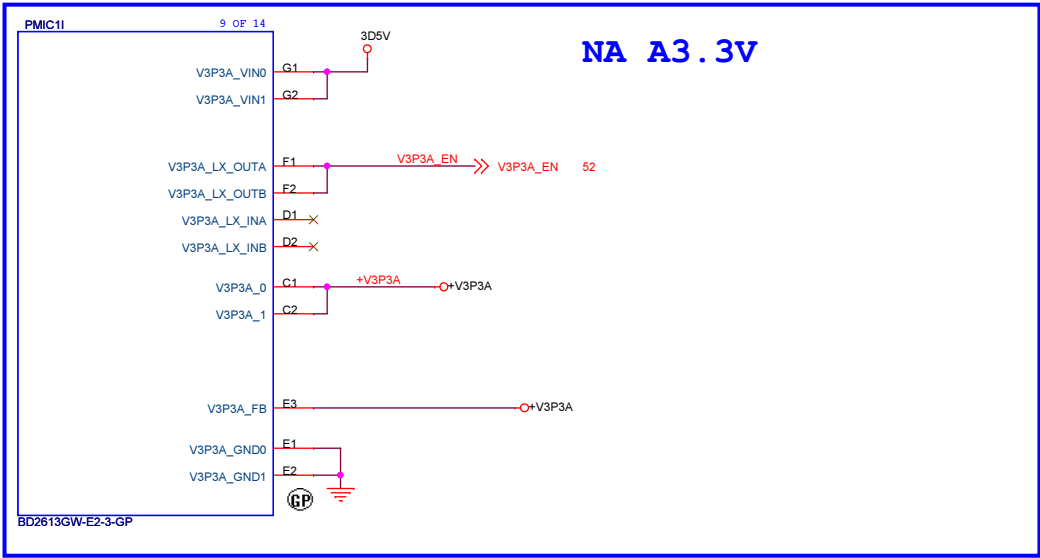 PMIC1I 9 OF 14
3D5V
NA A3.3V
V3P3A_VIN0 G1
V3P3A_VIN1 G2
V3P3A_LX_OUTA F1 V3P3A_EN V3P3A_EN 52
V3P3A_LX_OUTB F2
V3P3A_LX_INA D1
V3P3A_LX_INB D2
V3P3A_0 C1 +V3P3A +V3P3A
V3P3A_1 C2
V3P3A_FB E3 +V3P3A
V3P3A_GND0 E1
V3P3A_GND1 E2
GP
BD2613GW-E2-3-GP